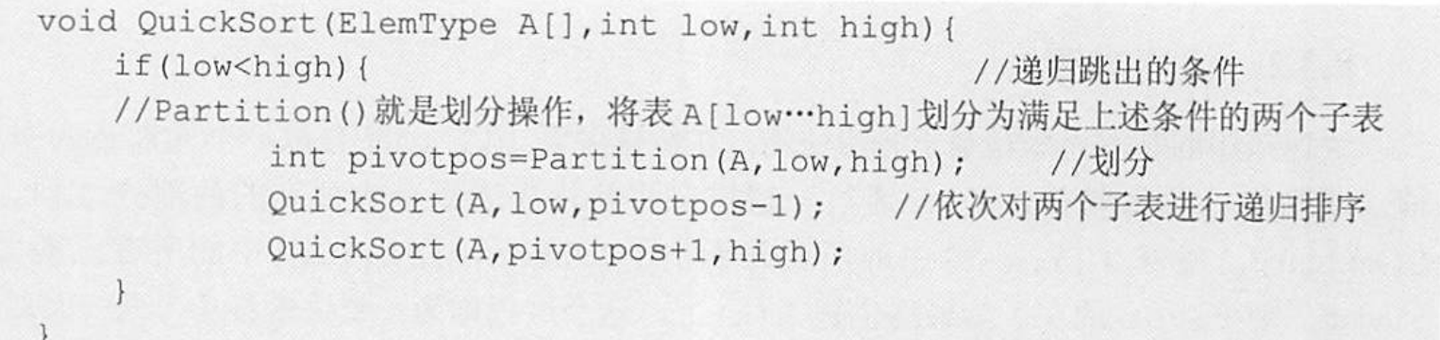 void QuickSort(ElemType A[],int low,int high){
if(low<high){ //递归跳出的条件
//Partition()就是划分操作，将表A[low…high]划分为满足上述条件的两个子表
int pivotpos=Partition(A,low,high); //划分
QuickSort(A,low,pivotpos-1); //依次对两个子表进行递归排序
QuickSort(A,pivotpos+1,high);
}
}